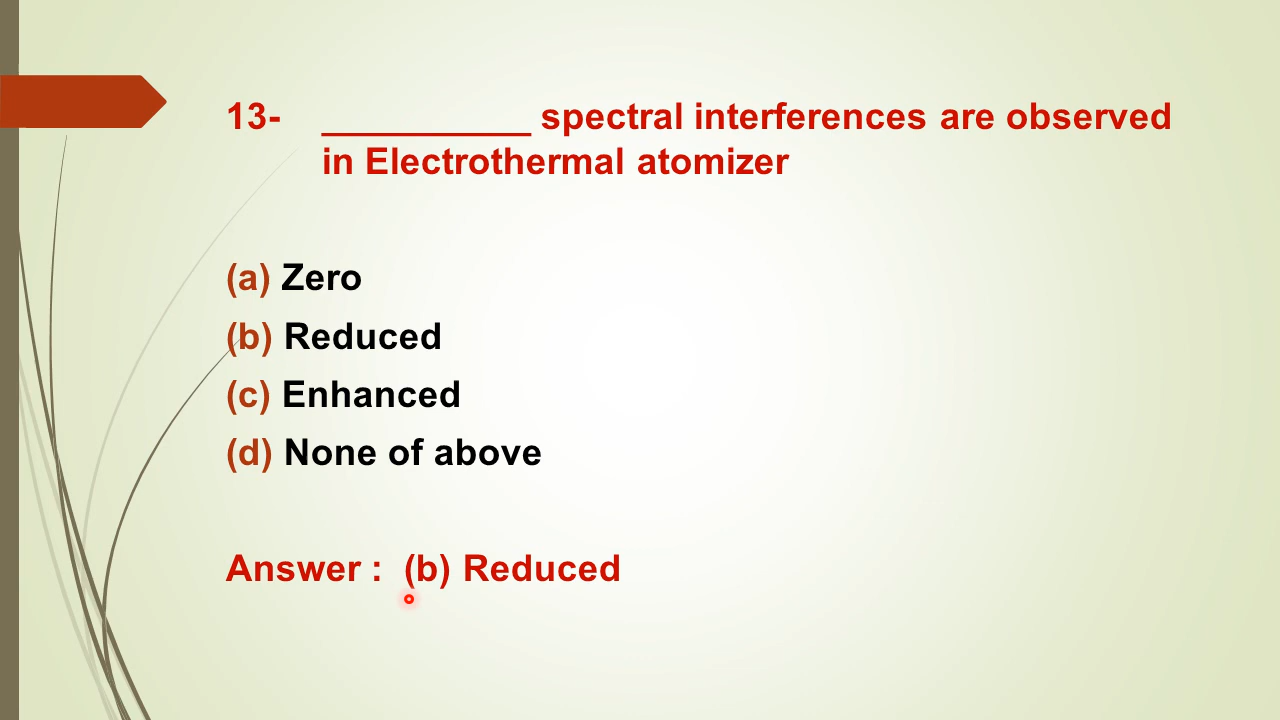 13- __________ spectral interferences are observed
in Electrothermal atomizer
(a) Zero
(b) Reduced
(c) Enhanced
(d) None of above
Answer : (b) Reduced